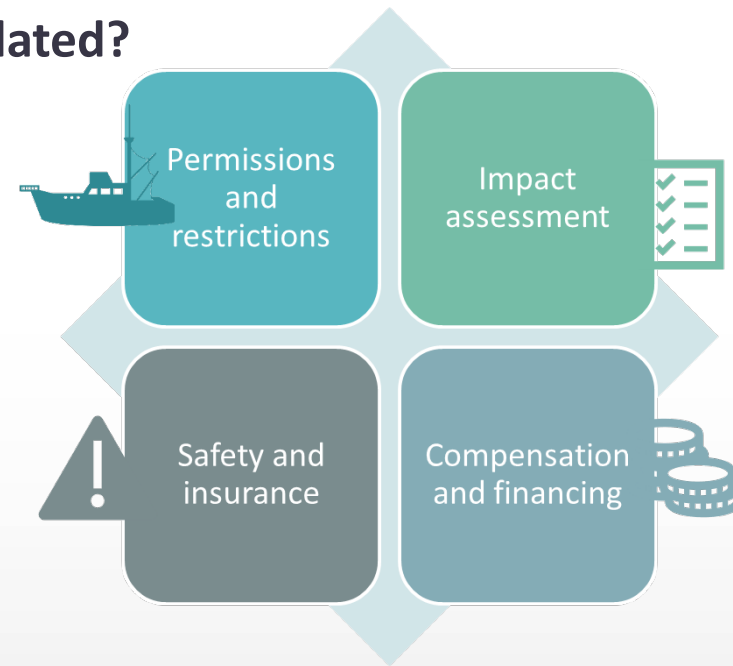 lated?
Permissions
and
restrictions
Impact
assessment
Safety and
insurance
Compensation
and financing